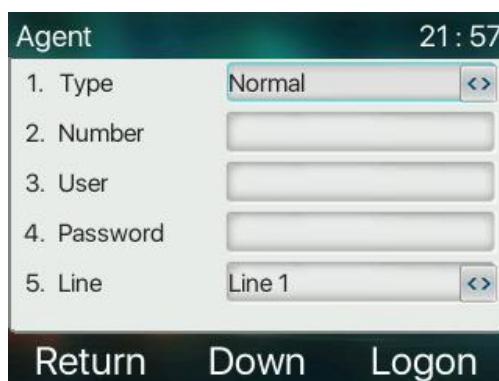 Agent 21:57
1. Type Normal <>
2. Number
3. User
4. Password
5. Line Line 1 <>
Return Down Logon